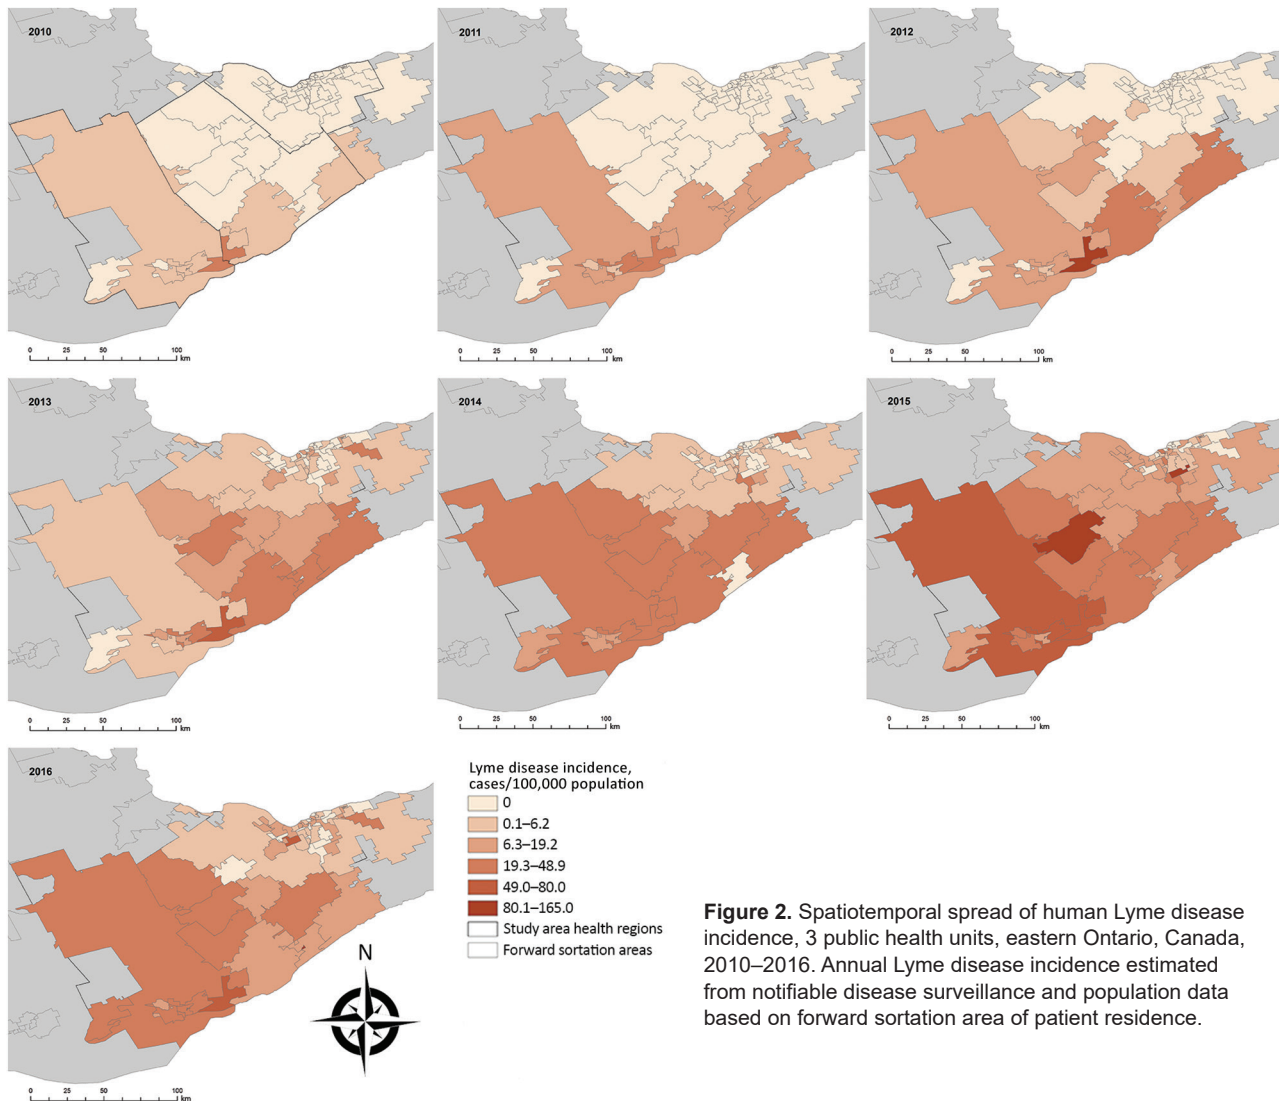 2010
0 25 50 100
km
2011
0 25 50 100
km
2012
0 25 50 100
km
2013
0 25 50 100
km
2014
0 25 50 100
km
2015
0 25 50 100
km
2016
0 25 50 100
km
Lyme disease incidence,
cases/100,000 population
0
0.1–6.2
6.3–19.2
19.3–48.9
49.0–80.0
80.1–165.0
Study area health regions
Forward sortation areas
N
Figure 2. Spatiotemporal spread of human Lyme disease
incidence, 3 public health units, eastern Ontario, Canada,
2010–2016. Annual Lyme disease incidence estimated
from notifiable disease surveillance and population data
based on forward sortation area of patient residence.